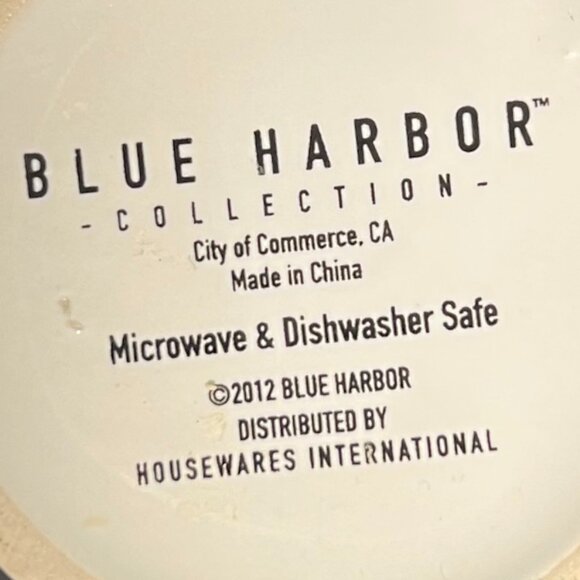 BLUE HARBOR™
- COLLECTION -
City of Commerce, CA
Made in China
Microwave & Dishwasher Safe
©2012 BLUE HARBOR
DISTRIBUTED BY
HOUSEWARES INTERNATIONAL